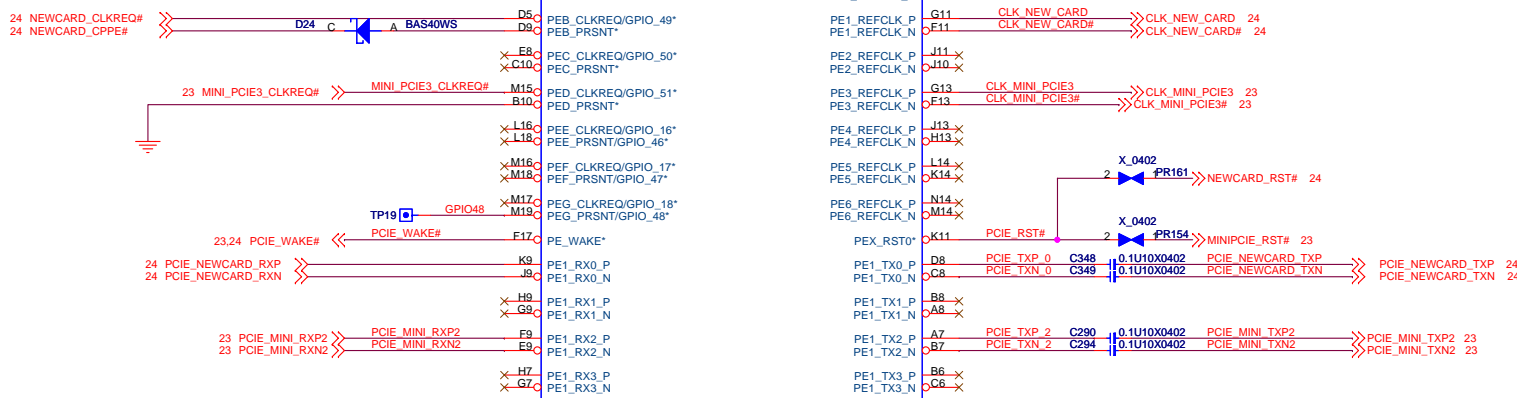 24 NEWCARD_CLKREQ# D5 PEB_CLKREQ/GPIO_49* PE1_REFCLK_P G11 CLK_NEW_CARD CLK_NEW_CARD 24
24 NEWCARD_CPPE# D24 C A BAS40WS D9 PEB_PRSNT* PE1_REFCLK_N F11 CLK_NEW_CARD# CLK_NEW_CARD# 24
E8 PEC_CLKREQ/GPIO_50* PE2_REFCLK_P J11
C10 PEC_PRSNT* PE2_REFCLK_N J10
23 MINI_PCIE3_CLKREQ# MINI_PCIE3_CLKREQ# M15 PED_CLKREQ/GPIO_51* PE3_REFCLK_P G13 CLK_MINI_PCIE3 CLK_MINI_PCIE3 23
B10 PED_PRSNT* PE3_REFCLK_N F13 CLK_MINI_PCIE3# CLK_MINI_PCIE3# 23
L16 PEE_CLKREQ/GPIO_16* PE4_REFCLK_P J13
L18 PEE_PRSNT/GPIO_46* PE4_REFCLK_N H13
M16 PEF_CLKREQ/GPIO_17* PE5_REFCLK_P L14 X_0402
M18 PEF_PRSNT/GPIO_47* PE5_REFCLK_N K14 2 1 PR161 NEWCARD_RST# 24
M17 PEG_CLKREQ/GPIO_18* PE6_REFCLK_P N14
TP19 GPIO48 M19 PEG_PRSNT/GPIO_48* PE6_REFCLK_N M14 X_0402
23,24 PCIE_WAKE# PCIE_WAKE# F17 PE_WAKE* PEX_RST0* K11 PCIE_RST# 2 1 PR154 MINIPCIE_RST# 23
24 PCIE_NEWCARD_RXP K9 PE1_RX0_P PE1_TX0_P D8 PCIE_TXP_0 C348 0.1U10X0402 PCIE_NEWCARD_TXP PCIE_NEWCARD_TXP 24
24 PCIE_NEWCARD_RXN J9 PE1_RX0_N PE1_TX0_N C8 PCIE_TXN_0 C349 0.1U10X0402 PCIE_NEWCARD_TXN PCIE_NEWCARD_TXN 24
H9 PE1_RX1_P PE1_TX1_P B8
G9 PE1_RX1_N PE1_TX1_N A8
23 PCIE_MINI_RXP2 PCIE_MINI_RXP2 F9 PE1_RX2_P PE1_TX2_P A7 PCIE_TXP_2 C290 0.1U10X0402 PCIE_MINI_TXP2 PCIE_MINI_TXP2 23
23 PCIE_MINI_RXN2 PCIE_MINI_RXN2 E9 PE1_RX2_N PE1_TX2_N B7 PCIE_TXN_2 C294 0.1U10X0402 PCIE_MINI_TXN2 PCIE_MINI_TXN2 23
H7 PE1_RX3_P PE1_TX3_P B6
G7 PE1_RX3_N PE1_TX3_N C6